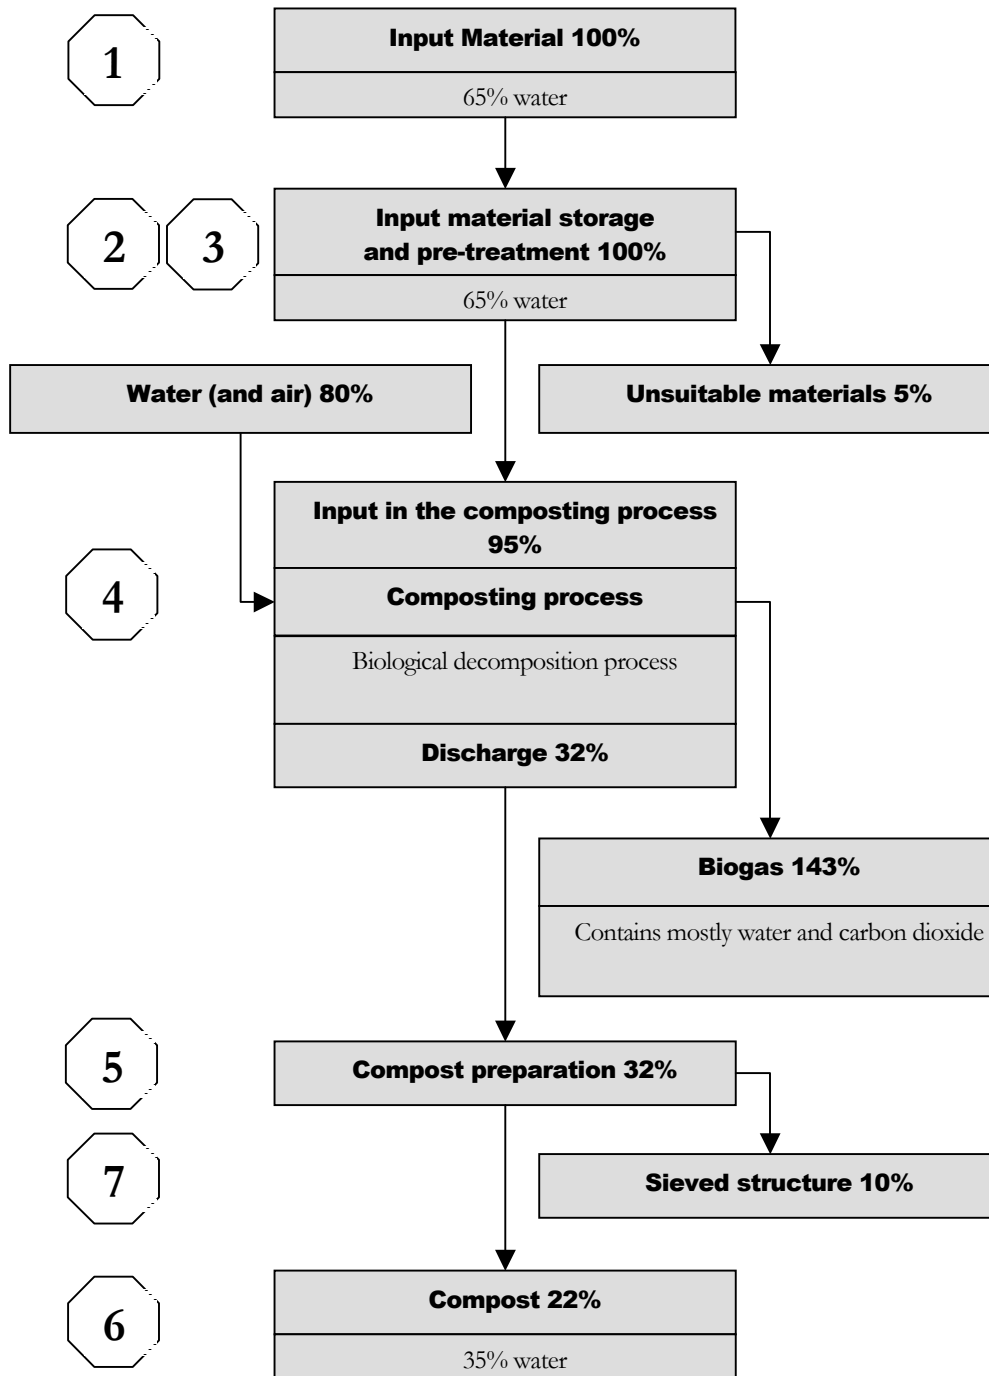 1
Input Material 100%
65% water
2
3
Input material storage
and pre-treatment 100%
65% water
Water (and air) 80%
Unsuitable materials 5%
Input in the composting process
95%
4
Composting process
Biological decomposition process
Discharge 32%
Biogas 143%
Contains mostly water and carbon dioxide
5
Compost preparation 32%
7
Sieved structure 10%
6
Compost 22%
35% water